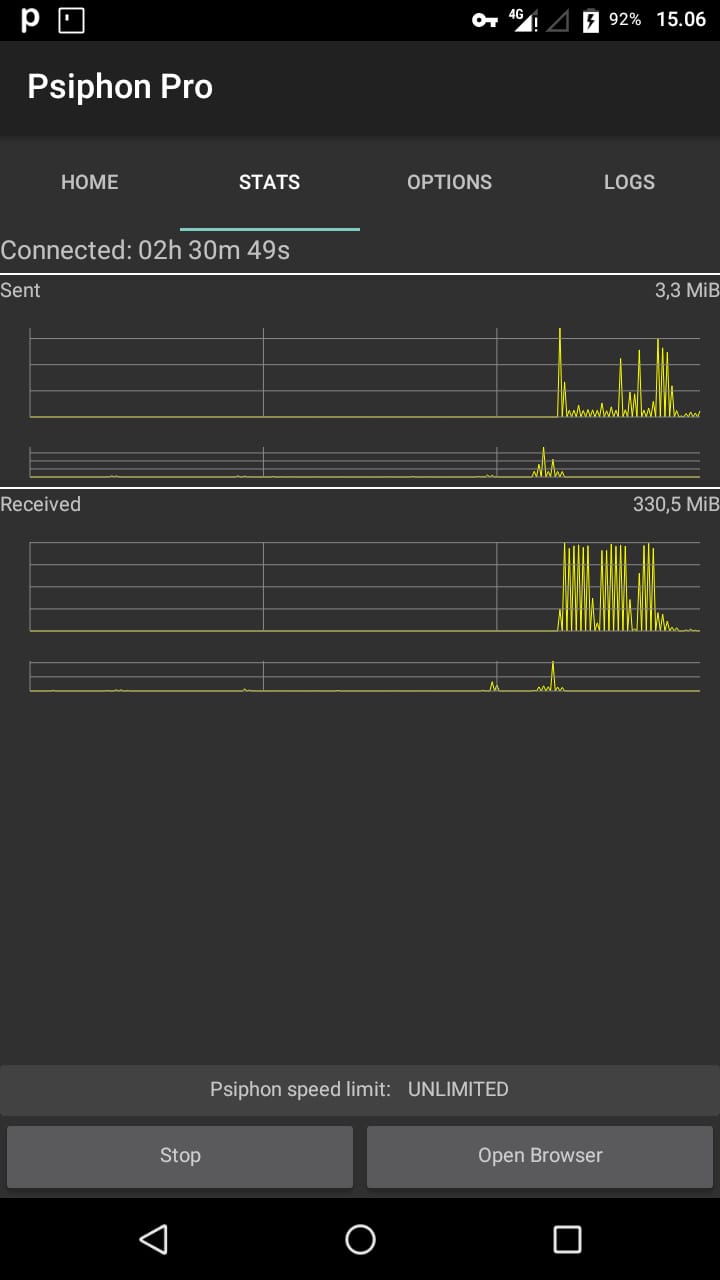 4G 92% 15.06
Psiphon Pro
HOME STATS OPTIONS LOGS
Connected: 02h 30m 49s
Sent 3,3 MiB
Received 330,5 MiB
Psiphon speed limit: UNLIMITED
Stop Open Browser